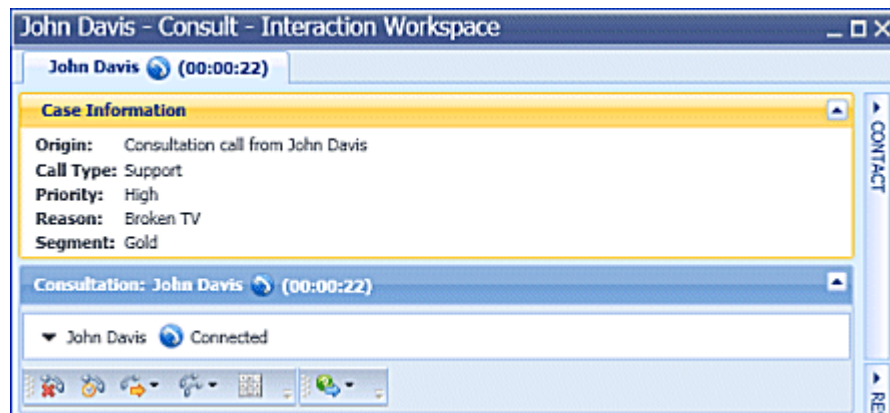 John Davis - Consult - Interaction Workspace
John Davis (00:00:22)
Case Information
Origin: Consultation call from John Davis
Call Type: Support
Priority: High
Reason: Broken TV
Segment: Gold
Consultation: John Davis (00:00:22)
John Davis Connected
CONTACT